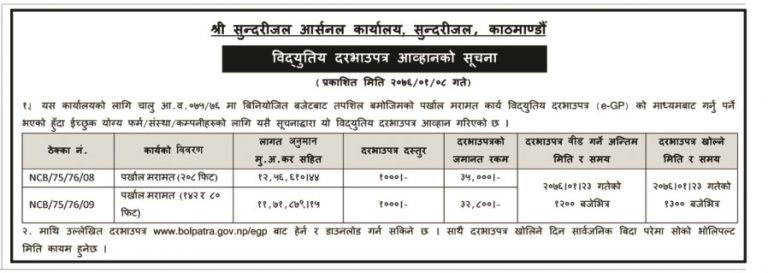 श्री सुन्दरीजल आर्सनल कार्यालय, सुन्दरीजल, काठमाण्डौं
विद्युतिय दरभाउपत्र आव्हानको सूचना
(प्रकाशित मिति २०७६/०१/०८ गते)
१.। यस कार्यालयको लागि चालु आ.व.०७५/७६ मा बिनियोजित बजेटबाट तपशिल बमोजिमको पर्खाल मरामत कार्य विद्युतिय दरभाउपत्र (e-GP) को माध्यमबाट गर्नु पर्ने
भएको हुँदा ईच्छुक योग्य फर्म/संस्था/कम्पनीहरुको लागि यसै सूचनाद्वारा यो विद्युतिय दरभाउपत्र आव्हान गरिएको छ ।
ठेक्का नं. कार्यको विवरण लागत अनुमान मु.अ.कर सहित दरभाउपत्र दस्तुर दरभाउपत्रको जमानत रकम दरभाउपत्र वीड गर्ने अन्तिम मिति र समय दरभाउपत्र खोल्ने मिति र समय
NCB/75/76/08 पर्खाल मरामत (२०८ फिट) १२,५६,६१०।४४ १०००।- ३५,०००।- २०७६।०१।२३ गतेको १२०० बजेभित्र २०७६।०१।२३ गतेको १३०० बजेभित्र
NCB/75/76/09 पर्खाल मरामत (१४२ र ८० फिट) ११,७१,८७९।१५ १०००।- ३२,८००।-
२. माथि उल्लेखित दरभाउपत्र www.bolpatra.gov.np/egp बाट हेर्न र डाउनलोड गर्न सकिने छ । साथै दरभाउपत्र खोलिने दिन सार्वजनिक बिदा परेमा सोको भोलिपल्ट
मिति कायम हुनेछ ।